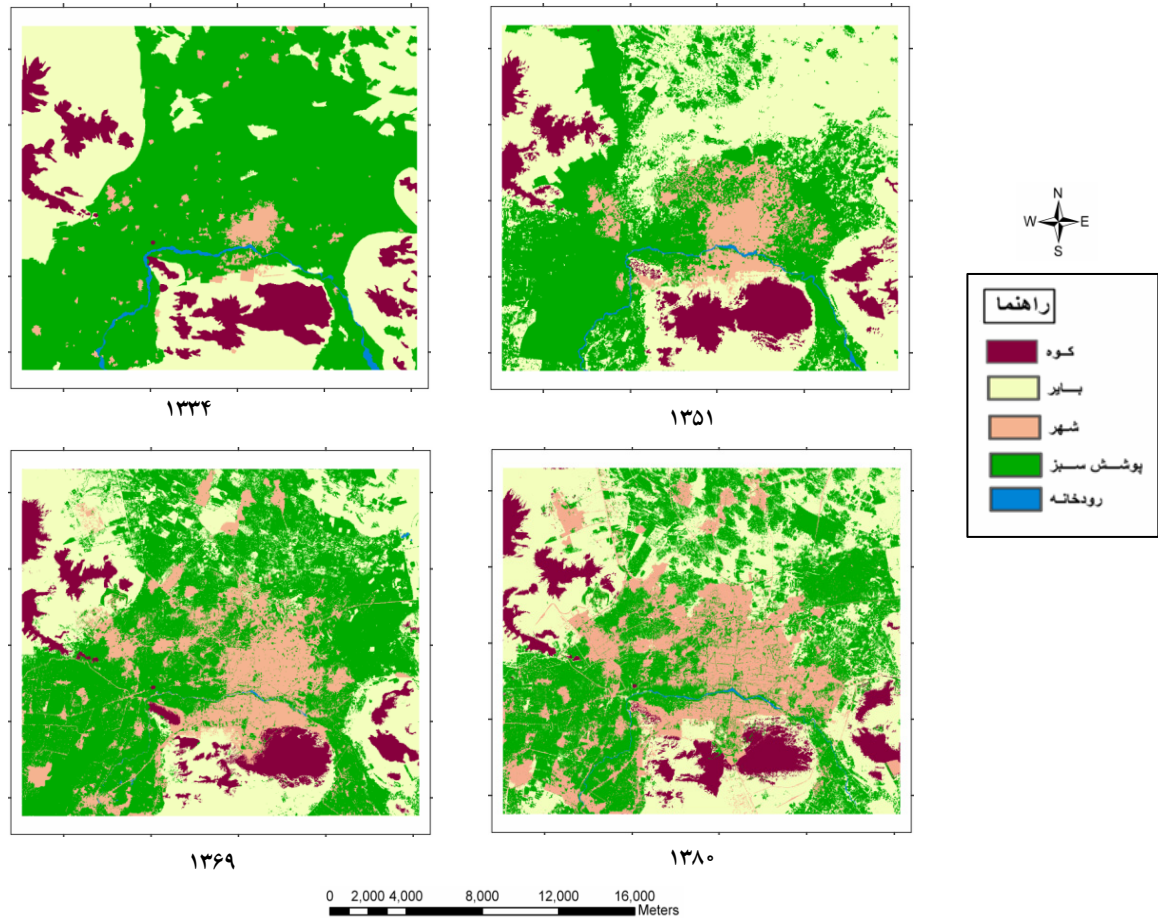 ۱۳۳۴
۱۳۵۱
N
W E
S
راهنما
کوه
بایر
شهر
پوشش سبز
رودخانه
۱۳۶۹
۱۳۸۰
0 2,000 4,000 8,000 12,000 16,000
Meters